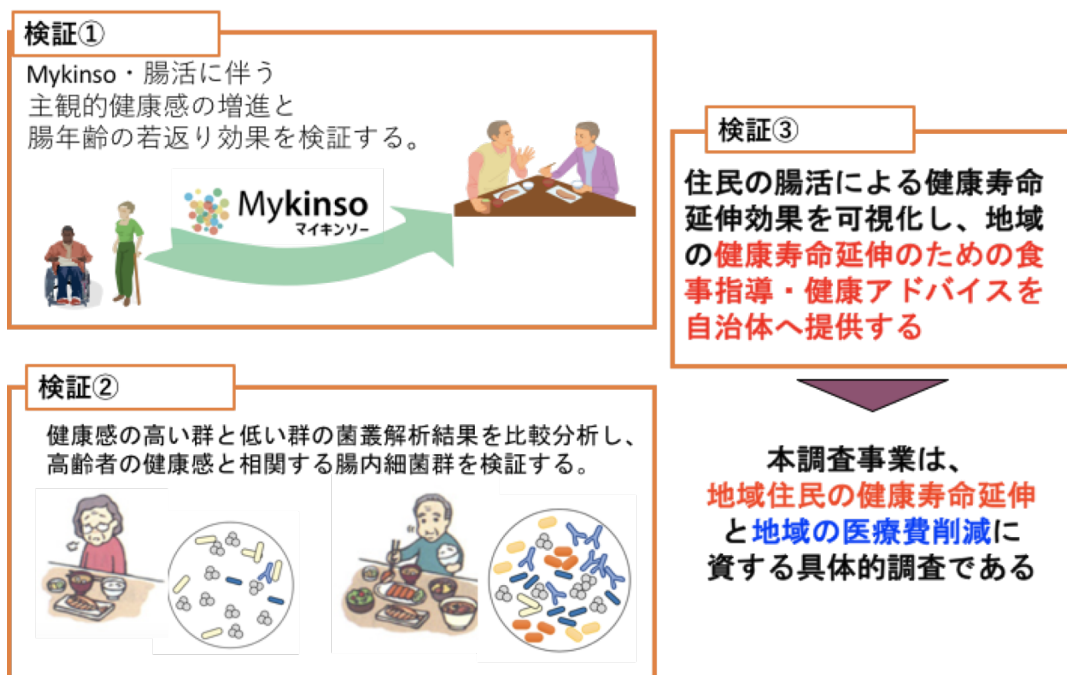 検証①
Mykinso・腸活に伴う
主観的健康感の増進と
腸年齢の若返り効果を検証する。
Mykinso
マイキンソー
検証②
健康感の高い群と低い群の菌叢解析結果を比較分析し、
高齢者の健康感と相関する腸内細菌群を検証する。
検証③
住民の腸活による健康寿命
延伸効果を可視化し、地域
の健康寿命延伸のための食
事指導・健康アドバイスを
自治体へ提供する
本調査事業は、
地域住民の健康寿命延伸
と地域の医療費削減に
資する具体的調査である